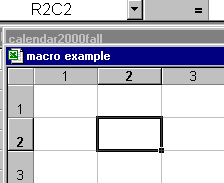 R2C2 =
calendar2000fall
macro example
1 2 3
1
2
3